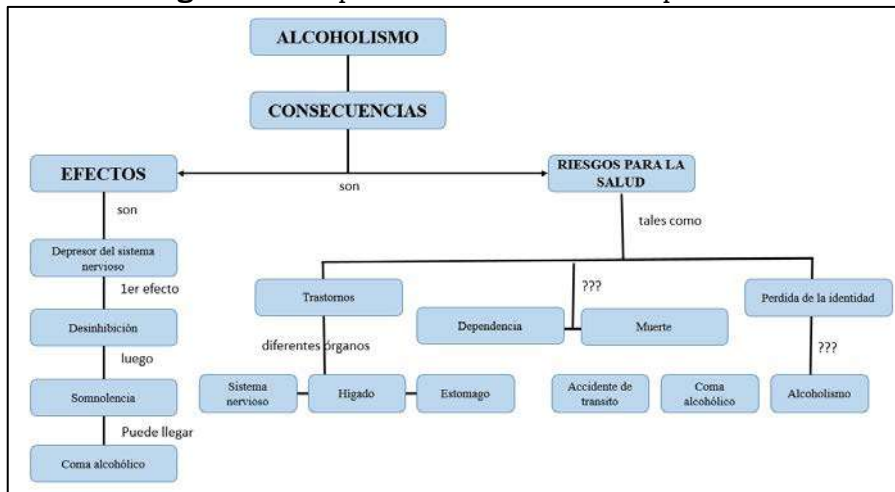 ALCOHOLISMO
CONSECUENCIAS
EFECTOS
son
RIESGOS PARA LA
SALUD
son
tales como
Depresor del sistema
nervioso
1er efecto
Desinhibición
luego
Somnolencia
Puede llegar
Coma alcohólico
Trastornos
???
Perdida de la identidad
Dependencia
Muerte
diferentes órganos
???
Sistema
nervioso
Hígado
Estomago
Accidente de
transito
Coma
alcohólico
Alcoholismo